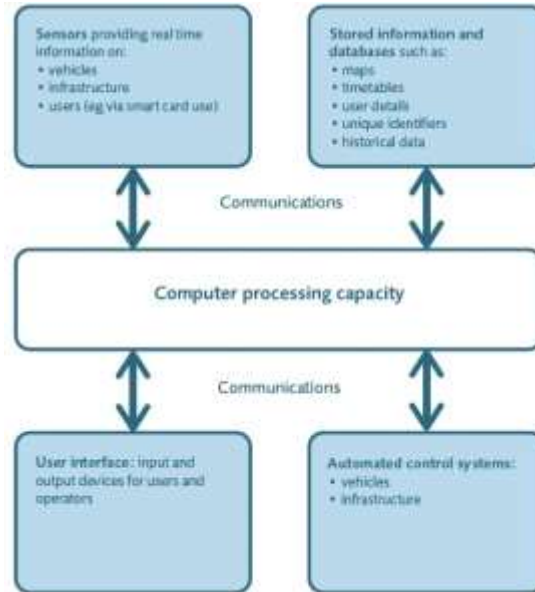 Sensors providing real time
information on:
• vehicles
• infrastructure
• users (eg via smart card use)
Stored information and
databases such as:
• maps
• timetables
• user details
• unique identifiers
• historical data
Communications
Computer processing capacity
Communications
User interface: input and
output devices for users and
operators
Automated control systems:
• vehicles
• infrastructure